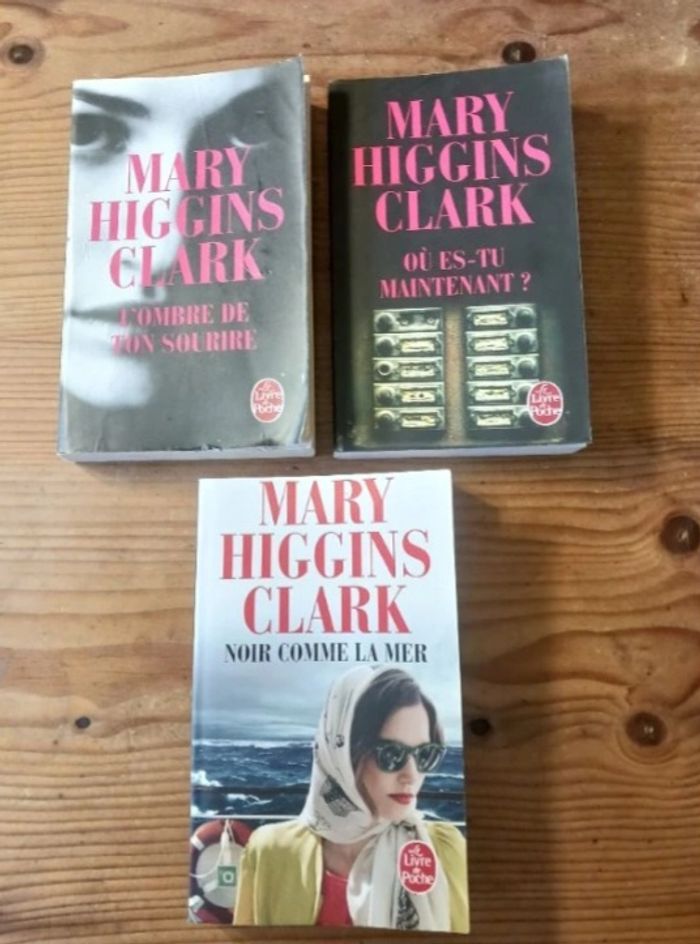 MARY
HIGGINS
CLARK
L'OMBRE DE
TON SOURIRE
Le
Livre
de
Poche
MARY
HIGGINS
CLARK
OÙ ES-TU
MAINTENANT ?
Le
Livre
de
Poche
MARY
HIGGINS
CLARK
NOIR COMME LA MER
Le
Livre
de
Poche